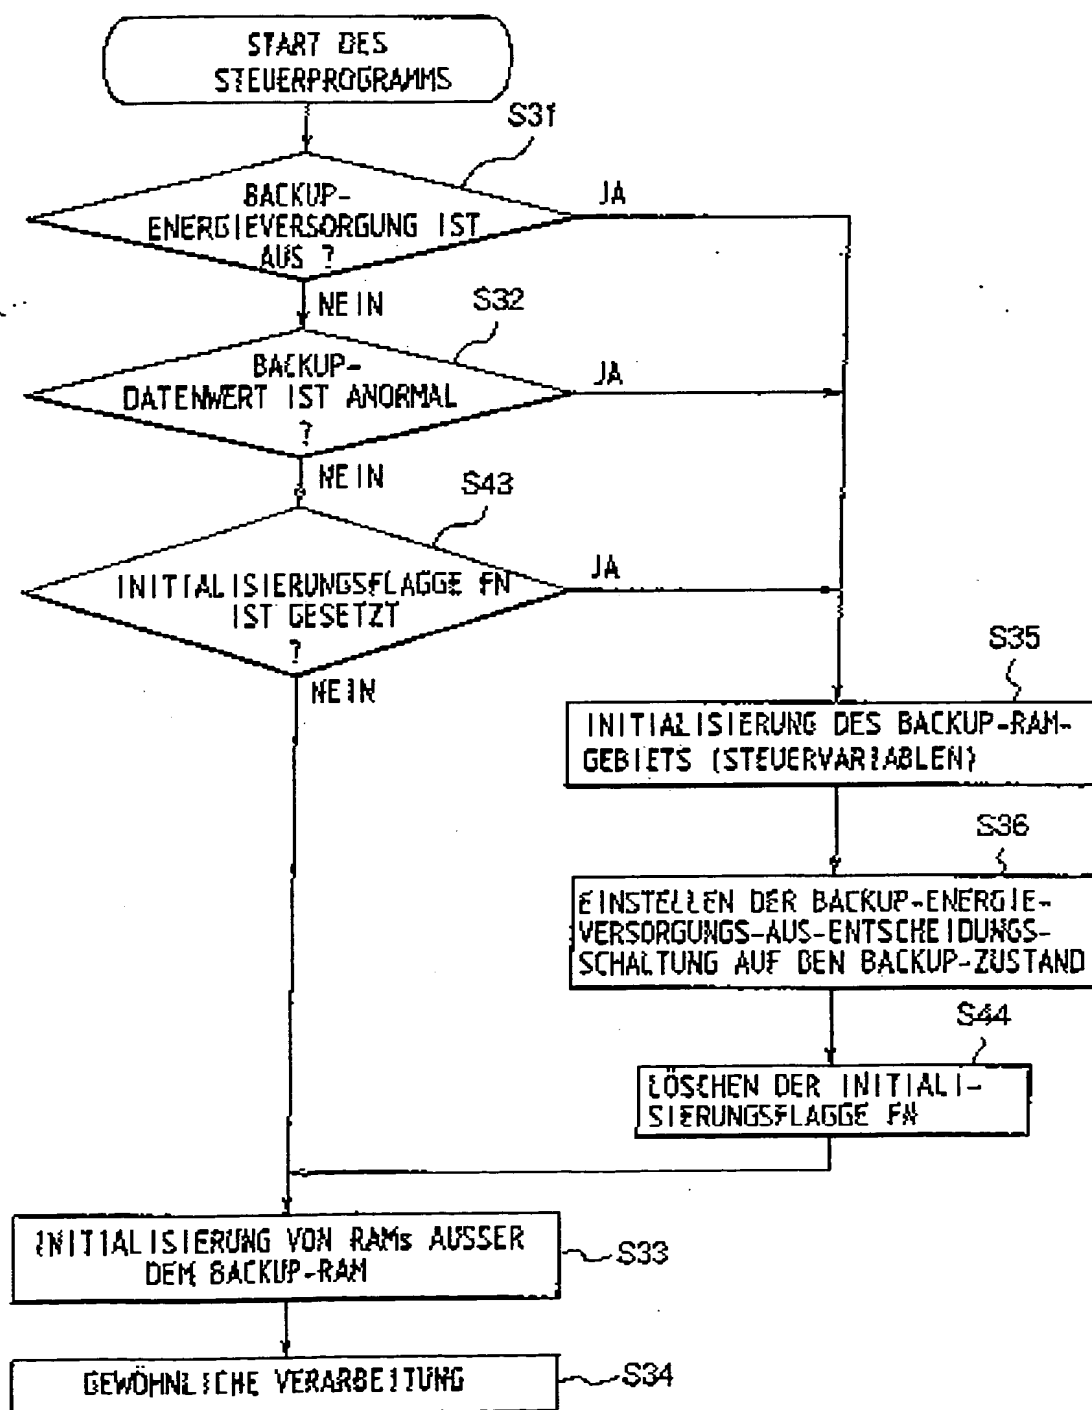 START DES
STEUERPROGRAMMS
S31
BACKUP-
ENERGIEVERSORGUNG IST
AUS ?
JA
NEIN
S32
BACKUP-
DATENWERT IST ANORMAL
?
JA
NEIN
S43
INITIALISIERUNGSFLAGGE FN
IST GESETZT
?
JA
NEIN
S35
INITIALISIERUNG DES BACKUP-RAM-
GEBIETS (STEUERVARIABLEN)
S36
EINSTELLEN DER BACKUP-ENERGIE-
VERSORGUNGS-AUS-ENTSCHEIDUNGS-
SCHALTUNG AUF DEN BACKUP-ZUSTAND
S44
LÖSCHEN DER INITIALI-
SIERUNGSFLAGGE FN
INITIALISIERUNG VON RAMs AUSSER
DEM BACKUP-RAM
S33
GEWÖHNLICHE VERARBEITUNG
S34